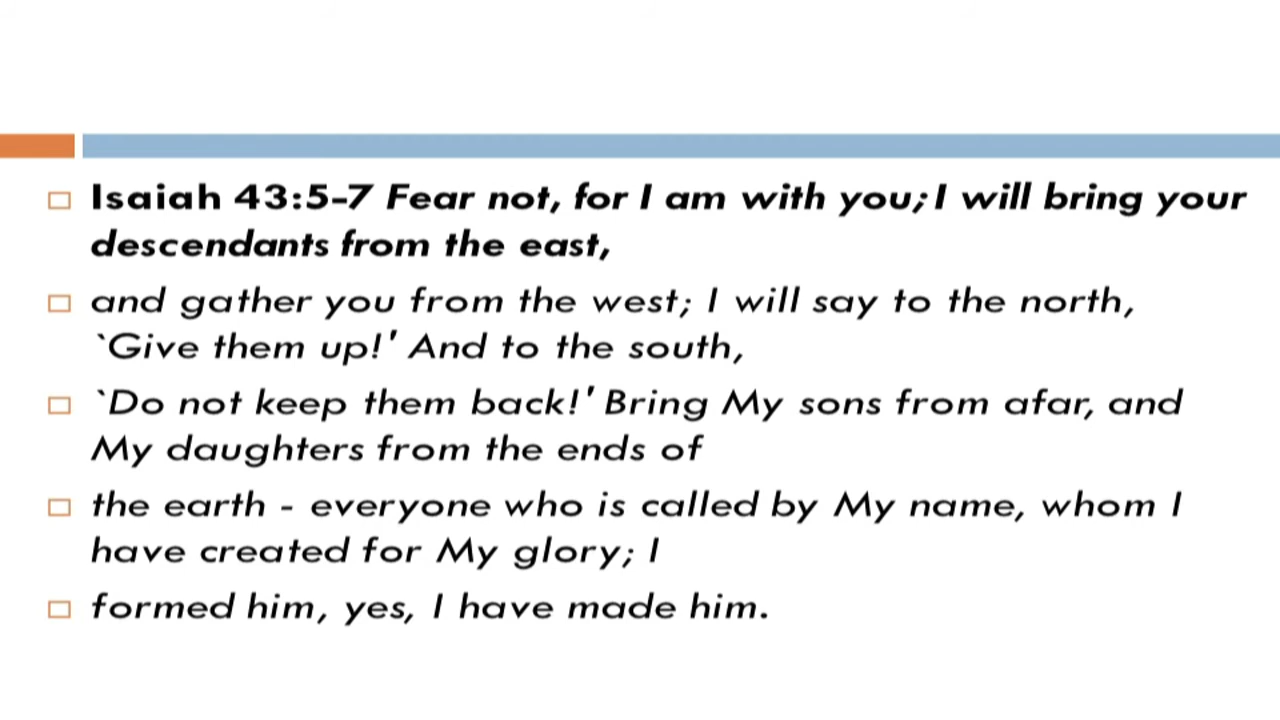 Isaiah 43:5-7 Fear not, for I am with you; I will bring your
descendants from the east,
and gather you from the west; I will say to the north,
`Give them up!' And to the south,
`Do not keep them back!' Bring My sons from afar, and
My daughters from the ends of
the earth - everyone who is called by My name, whom I
have created for My glory; I
formed him, yes, I have made him.